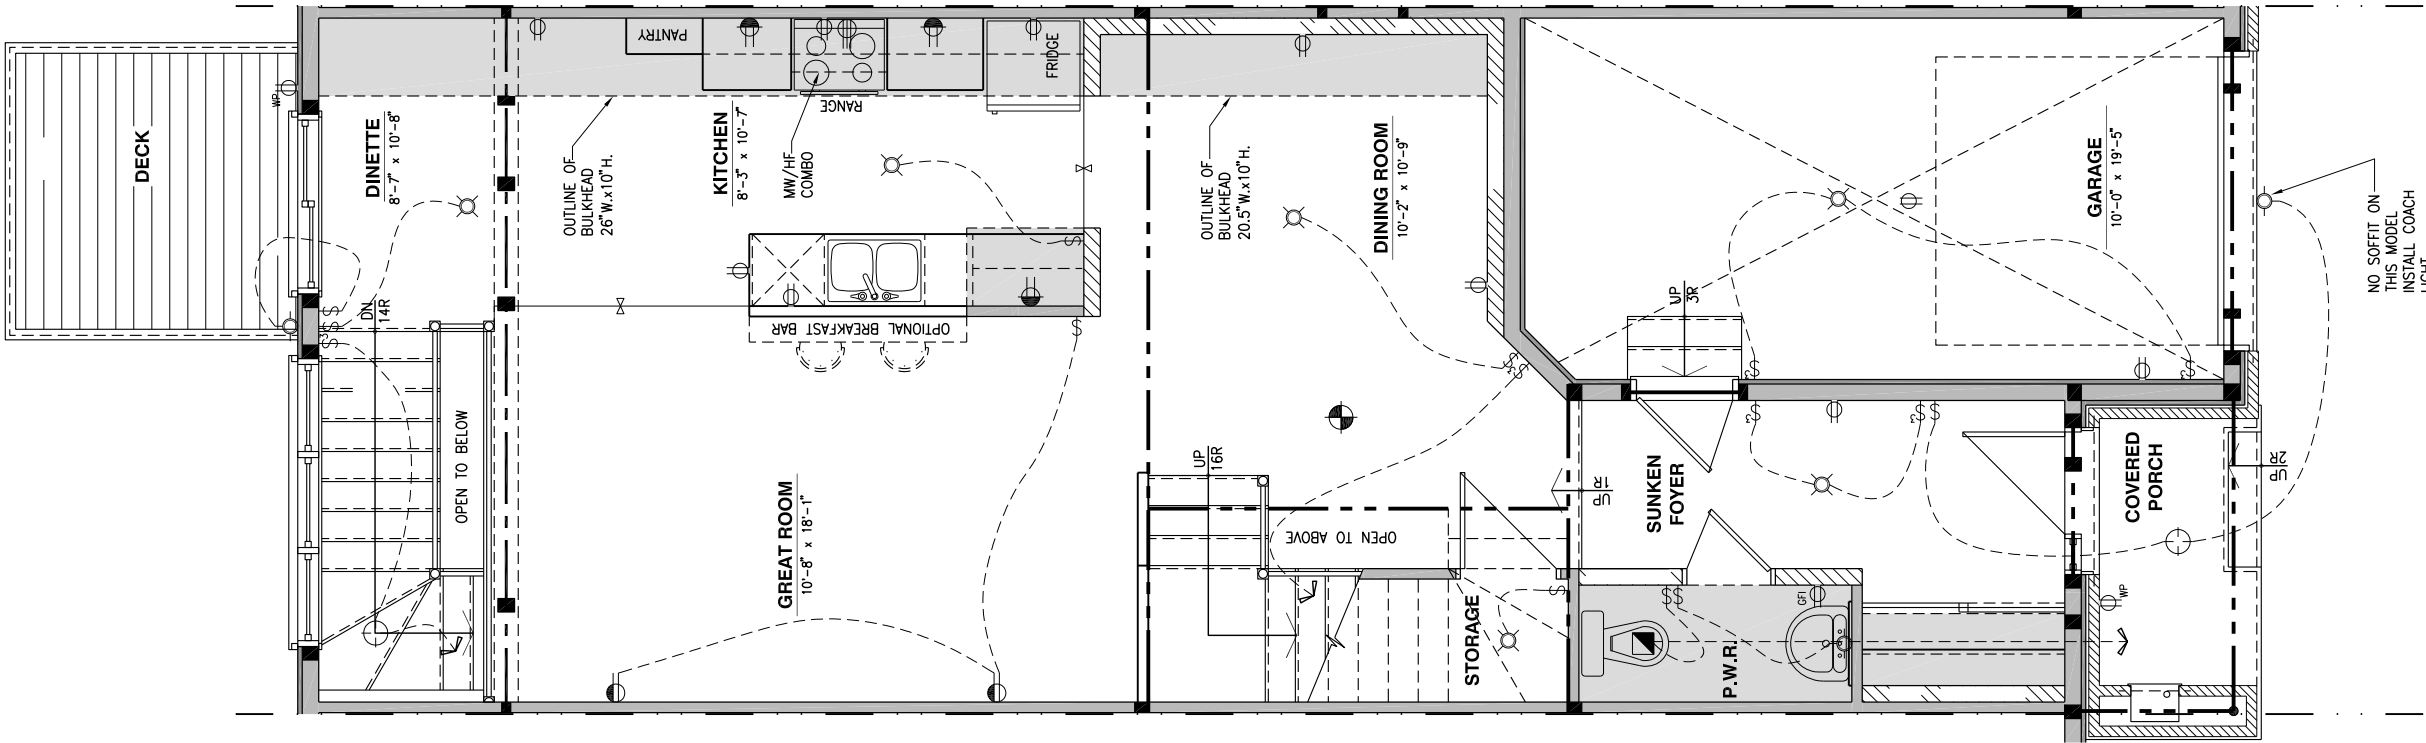 DECK
WP
DINETTE
8'-7" x 10'-8"
DN
14R
OPEN TO BELOW
OUTLINE OF
BULKHEAD
26"W.x10"H.
PANTRY
KITCHEN
8'-3" x 10'-7"
MW/HF
COMBO
RANGE
FRIDGE
OPTIONAL BREAKFAST BAR
GREAT ROOM
10'-8" x 18'-1"
OUTLINE OF
BULKHEAD
20.5"W.x10"H.
DINING ROOM
10'-2" x 10'-9"
UP
16R
OPEN TO ABOVE
STORAGE
UP
1R
SUNKEN
FOYER
UP
3R
P.W.R.
GFI
GARAGE
10'-0" x 19'-5"
COVERED
PORCH
WP
UP
2R
NO SOFFIT ON
THIS MODEL
INSTALL COACH